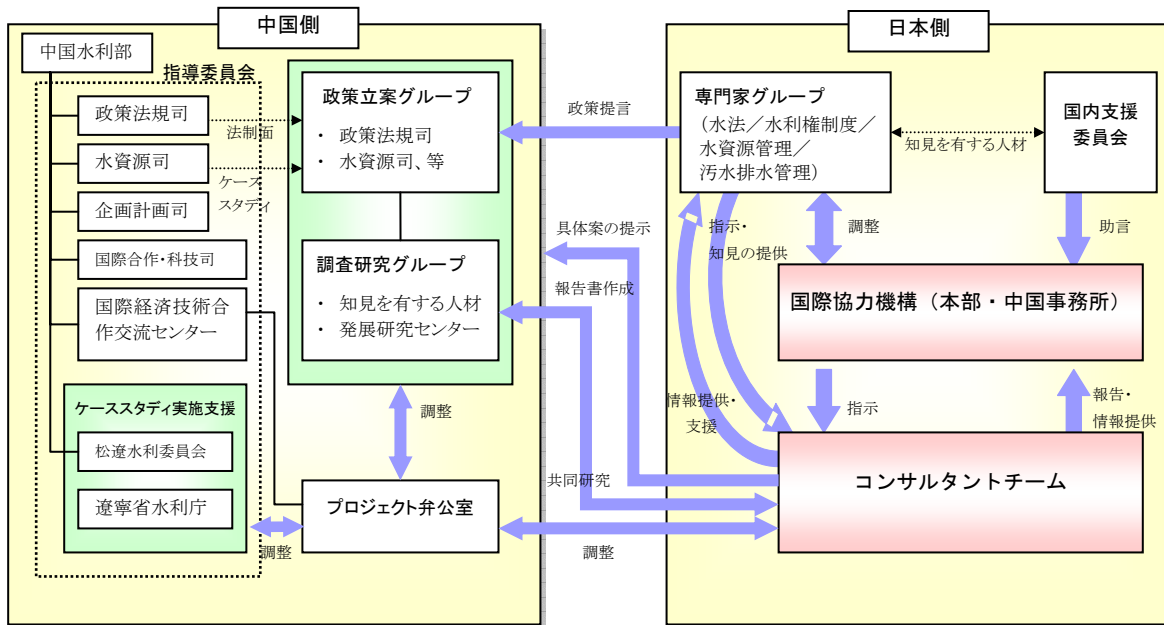 中国側
中国水利部
指導委員会
政策法規司
水資源司
企画計画司
国際合作・科技司
国際経済技術合
作交流センター
ケーススタディ実施支援
松遼水利委員会
遼寧省水利庁
法制面
ケース
スタディ
政策立案グループ
・ 政策法規司
・ 水資源司、等
調査研究グループ
・ 知見を有する人材
・ 発展研究センター
調整
プロジェクト弁公室
調整
政策提言
具体案の提示
報告書作成
共同研究
調整
日本側
専門家グループ
（水法／水利権制度／
水資源管理／
汚水排水管理）
知見を有する人材
国内支援
委員会
指示・
知見の提供
調整
助言
国際協力機構（本部・中国事務所）
情報提供・
支援
指示
報告・
情報提供
コンサルタントチーム